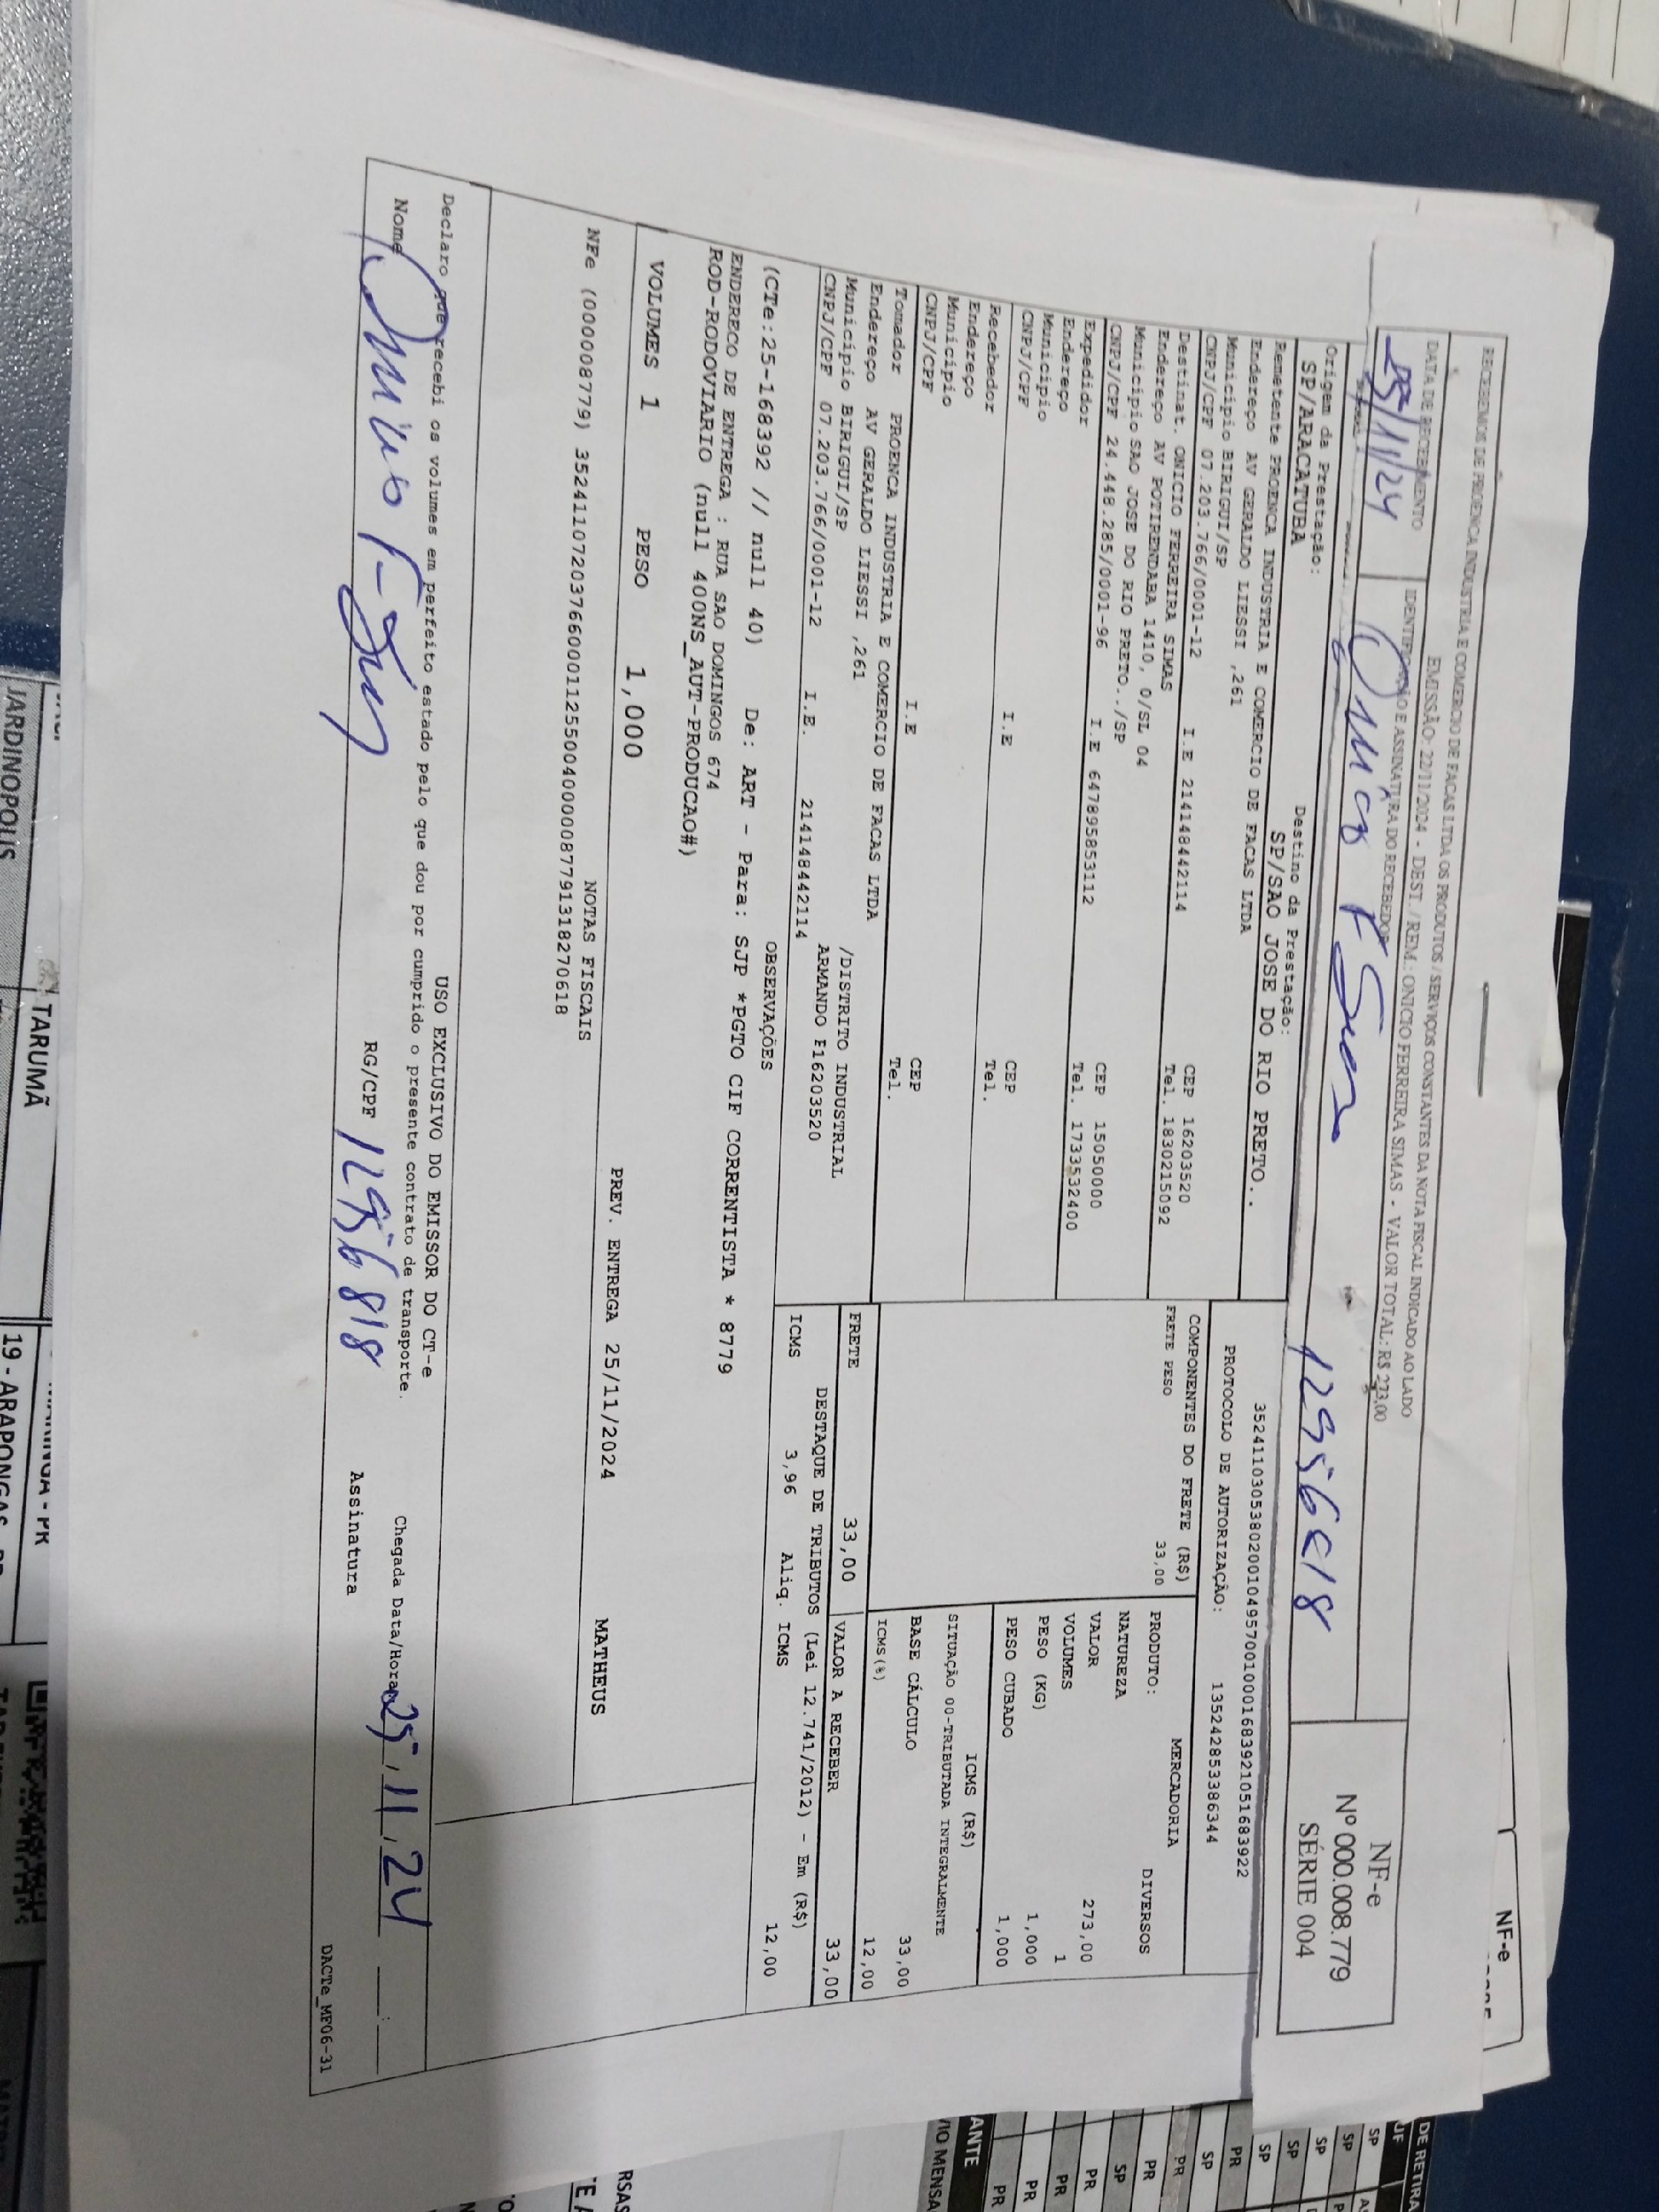 RECEBEMOS DE PROENCA INDUSTRIA E COMERCIO DE FACAS LTDA OS PRODUTOS / SERVIÇOS CONSTANTES DA NOTA FISCAL INDICADO AO LADO
EMISSÃO: 22/11/2024 - DEST. / REM.: ONICIO FERREIRA SIMAS - VALOR TOTAL: R$ 273,00
DATA DE RECEBIMENTO
IDENTIFICAÇÃO E ASSINATURA DO RECEBEDOR
25/11/24
NF-e
Nº 000.008.779
SÉRIE 004
NF-e
Origem da Prestação:
SP/ARACATUBA
Destino da Prestação:
SP/SAO JOSE DO RIO PRETO..
Remetente PROENCA INDUSTRIA E COMERCIO DE FACAS LTDA
Endereço AV GERALDO LIESSI ,261
Município BIRIGUI/SP CEP 16203520
CNPJ/CPF 07.203.766/0001-12 I.E 214148442114 Tel. 1830215092
Destinat. ONICIO FERREIRA SIMAS
Endereço AV POTIRENDABA 1410, 0/SL 04
Município SAO JOSE DO RIO PRETO../SP CEP 15050000
CNPJ/CPF 24.448.285/0001-96 I.E 647895853112 Tel. 1733532400
Expedidor
Endereço
Município CEP
CNPJ/CPF I.E Tel.
Recebedor
Endereço
Município CEP
CNPJ/CPF I.E Tel.
Tomador PROENCA INDUSTRIA E COMERCIO DE FACAS LTDA
Endereço AV GERALDO LIESSI ,261 /DISTRITO INDUSTRIAL
Município BIRIGUI/SP ARMANDO F16203520
CNPJ/CPF 07.203.766/0001-12 I.E. 214148442114
35241103053802001049570010001683921051683922
PROTOCOLO DE AUTORIZAÇÃO: 135242853386344
COMPONENTES DO FRETE (R$)
FRETE PESO 33,00
MERCADORIA
PRODUTO: DIVERSOS
NATUREZA
VALOR 273,00
VOLUMES 1
PESO (KG) 1,000
PESO CUBADO 1,000
ICMS (R$)
SITUAÇÃO 00-TRIBUTADA INTEGRALMENTE
BASE CÁLCULO 33,00
ICMS(%) 12,00
FRETE 33,00 VALOR A RECEBER 33,00
DESTAQUE DE TRIBUTOS (Lei 12.741/2012) - Em (R$)
ICMS 3,96 Aliq. ICMS 12,00
OBSERVAÇÕES
(CTe:25-168392 // null 40) De: ART - Para: SJP *PGTO CIF CORRENTISTA * 8779
ENDERECO DE ENTREGA : RUA SAO DOMINGOS 674
ROD-RODOVIARIO (null 400NS_AUT-PRODUCAO#)
VOLUMES 1 PESO 1,000 PREV. ENTREGA 25/11/2024 MATHEUS
NOTAS FISCAIS
NFe (000008779) 35241107203766000112550040000087791318270618
USO EXCLUSIVO DO EMISSOR DO CT-e
Declaro que recebi os volumes em perfeito estado pelo que dou por cumprido o presente contrato de transporte.
Chegada Data/Hora 25,11,24
Nome
RG/CPF
Assinatura
DACTe_MF06-31
JARDINOPOLIS
TARUMÃ
19 - ARAPONGAS
ANTE